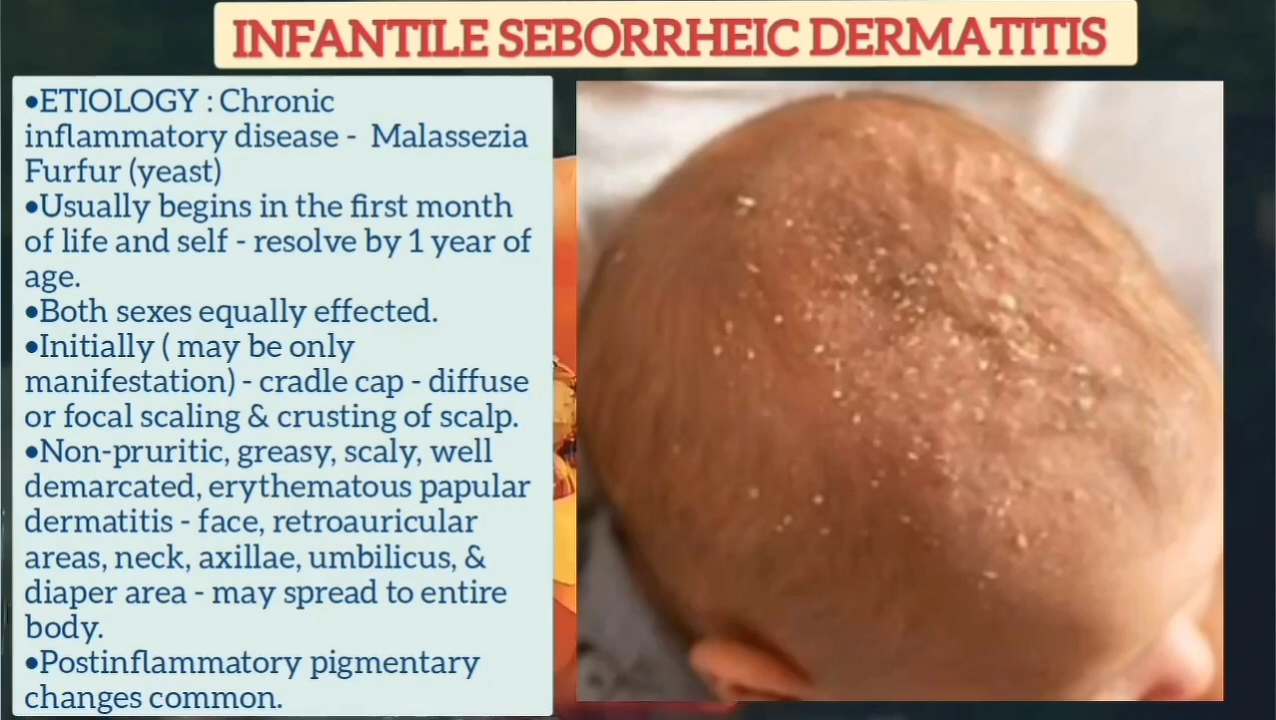 INFANTILE SEBORRHEIC DERMATITIS
•ETIOLOGY : Chronic
inflammatory disease - Malassezia
Furfur (yeast)
•Usually begins in the first month
of life and self - resolve by 1 year of
age.
•Both sexes equally effected.
•Initially ( may be only
manifestation) - cradle cap - diffuse
or focal scaling & crusting of scalp.
•Non-pruritic, greasy, scaly, well
demarcated, erythematous papular
dermatitis - face, retroauricular
areas, neck, axillae, umbilicus, &
diaper area - may spread to entire
body.
•Postinflammatory pigmentary
changes common.